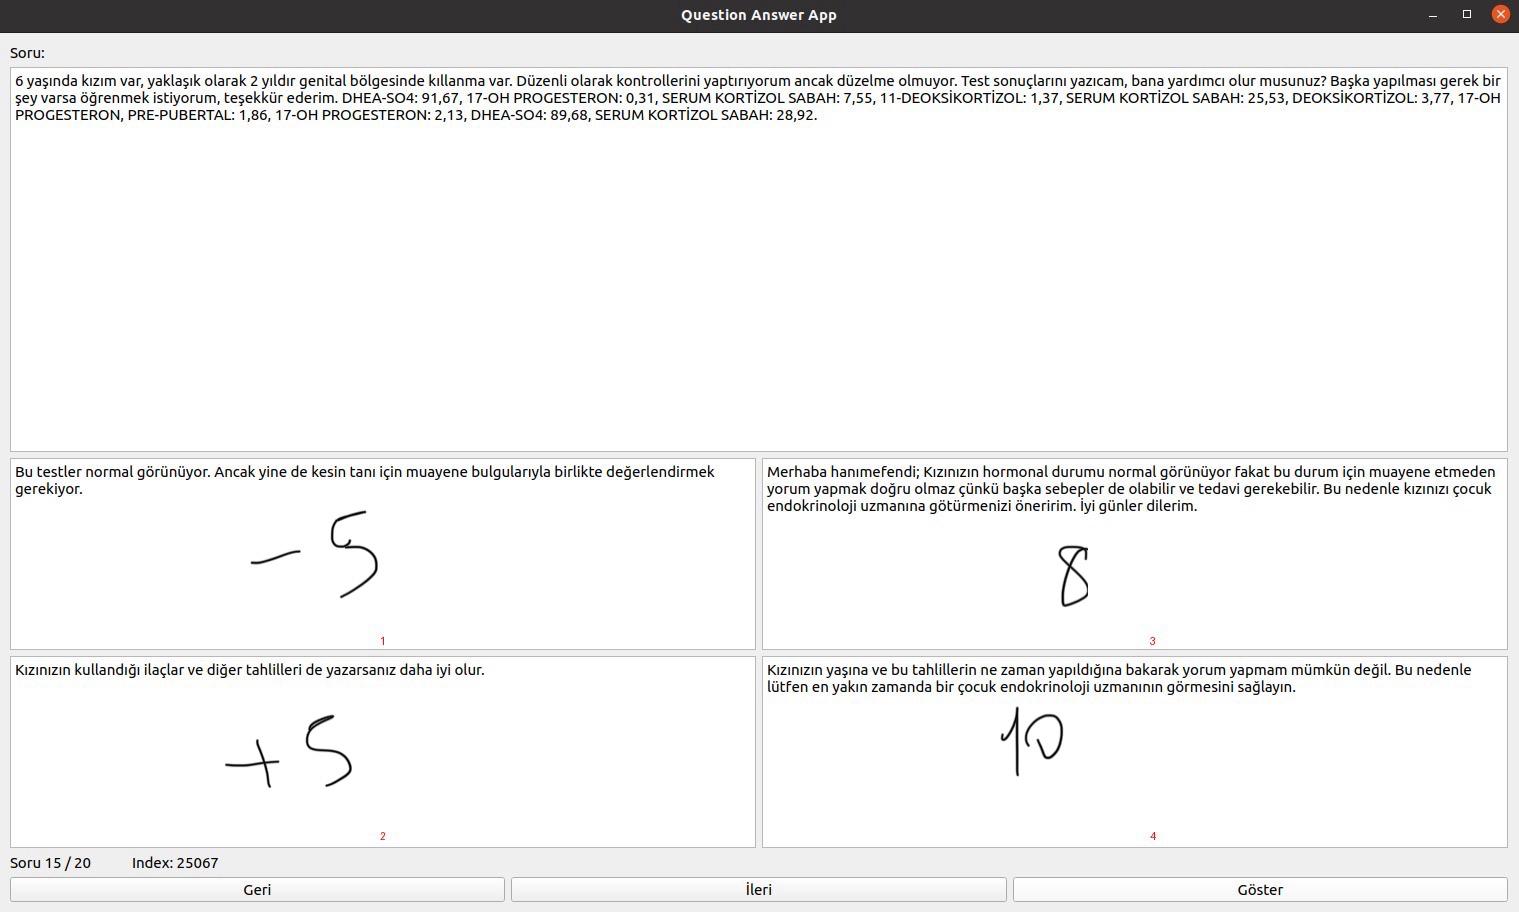 Question Answer App
Soru:
6 yaşında kızım var, yaklaşık olarak 2 yıldır genital bölgesinde kıllanma var. Düzenli olarak kontrollerini yaptırıyorum ancak düzelme olmuyor. Test sonuçlarını yazıcam, bana yardımcı olur musunuz? Başka yapılması gerek bir
şey varsa öğrenmek istiyorum, teşekkür ederim. DHEA-SO4: 91,67, 17-OH PROGESTERON: 0,31, SERUM KORTİZOL SABAH: 7,55, 11-DEOKSİKORTİZOL: 1,37, SERUM KORTİZOL SABAH: 25,53, DEOKSİKORTİZOL: 3,77, 17-OH
PROGESTERON, PRE-PUBERTAL: 1,86, 17-OH PROGESTERON: 2,13, DHEA-SO4: 89,68, SERUM KORTİZOL SABAH: 28,92.
Bu testler normal görünüyor. Ancak yine de kesin tanı için muayene bulgularıyla birlikte değerlendirmek
gerekiyor.
- 5
1
Merhaba hanımefendi; Kızınızın hormonal durumu normal görünüyor fakat bu durum için muayene etmeden
yorum yapmak doğru olmaz çünkü başka sebepler de olabilir ve tedavi gerekebilir. Bu nedenle kızınızı çocuk
endokrinoloji uzmanına götürmenizi öneririm. İyi günler dilerim.
8
3
Kızınızın kullandığı ilaçlar ve diğer tahlilleri de yazarsanız daha iyi olur.
+ 5
2
Kızınızın yaşına ve bu tahlillerin ne zaman yapıldığına bakarak yorum yapmam mümkün değil. Bu nedenle
lütfen en yakın zamanda bir çocuk endokrinoloji uzmanının görmesini sağlayın.
10
4
Soru 15 / 20 Index: 25067
Geri İleri Göster